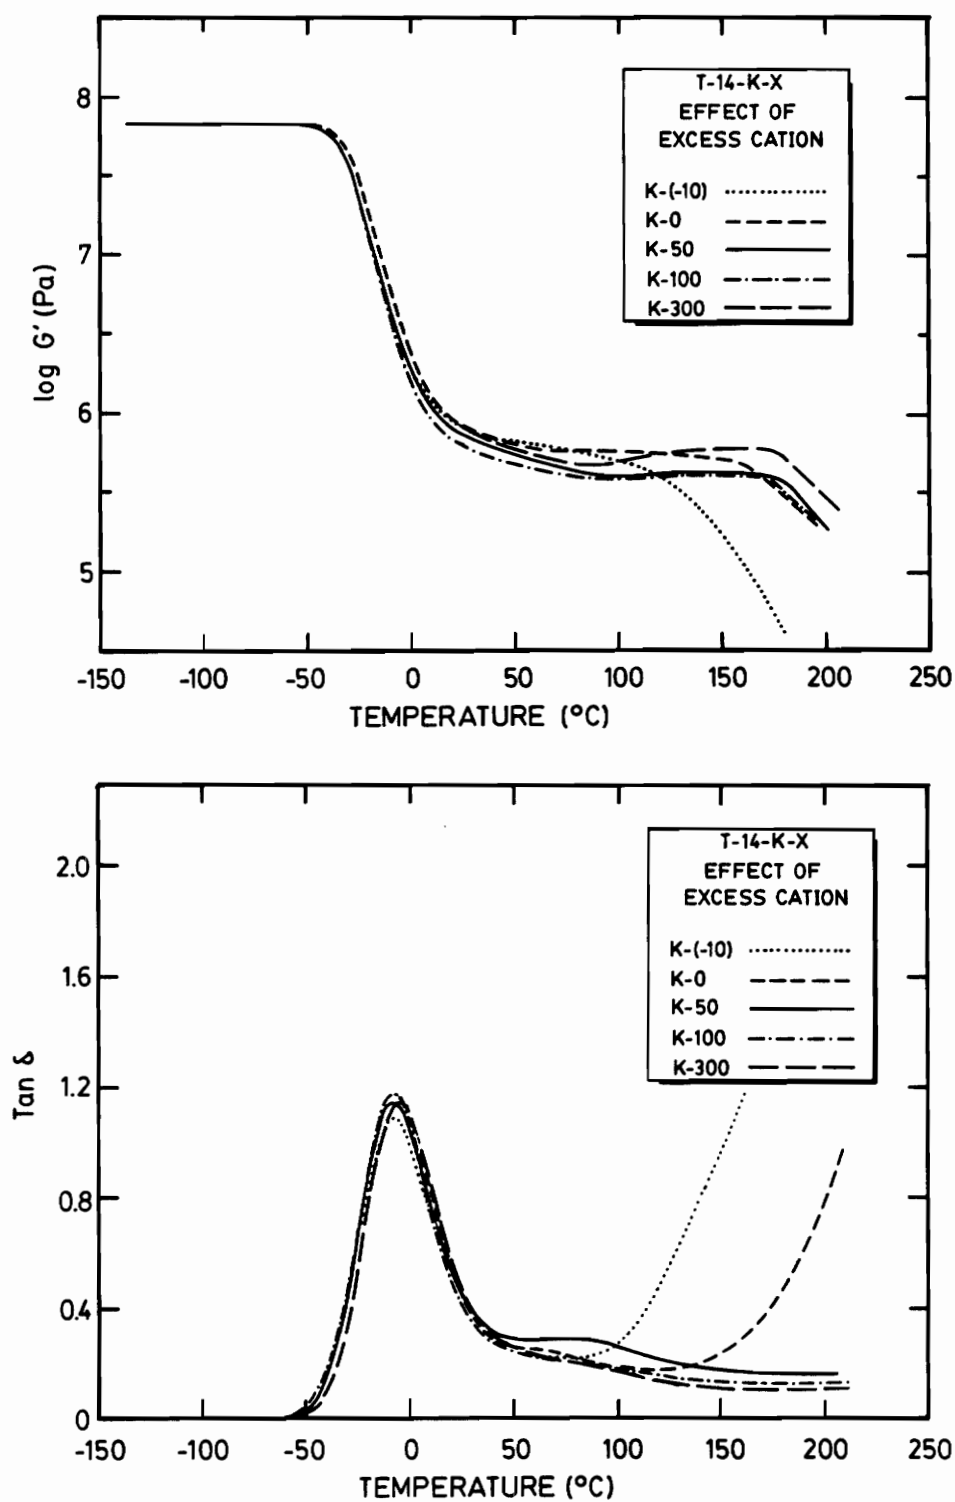 8
7
6
5
log G' (Pa)
-150 -100 -50 0 50 100 150 200 250
TEMPERATURE (°C)
T-14-K-X
EFFECT OF
EXCESS CATION
K-(-10)
K-0
K-50
K-100
K-300
2.0
1.6
1.2
0.8
0.4
0
Tan δ
-150 -100 -50 0 50 100 150 200 250
TEMPERATURE (°C)
T-14-K-X
EFFECT OF
EXCESS CATION
K-(-10)
K-0
K-50
K-100
K-300